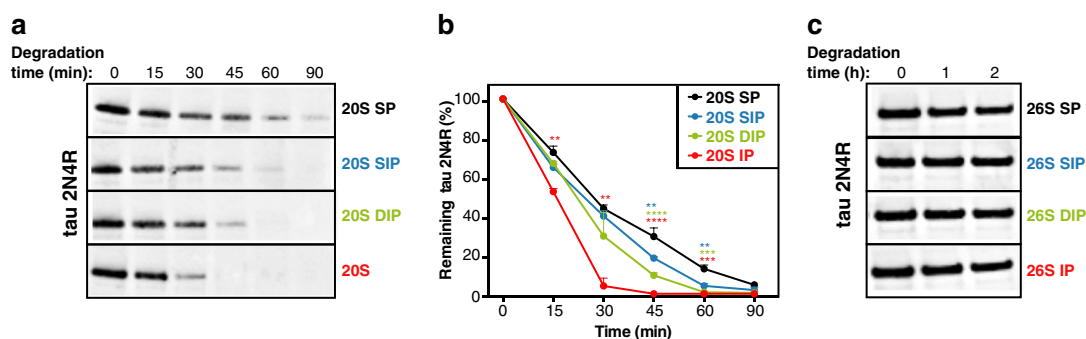 a
Degradation
time (min): 0 15 30 45 60 90
tau 2N4R
20S SP
20S SIP
20S DIP
20S
b
Remaining tau 2N4R (%)
100
80
60
40
20
0
0 15 30 45 60 90
Time (min)
20S SP
20S SIP
20S DIP
20S IP
**
**
**
****
****
**
***
***
c
Degradation
time (h): 0 1 2
tau 2N4R
26S SP
26S SIP
26S DIP
26S IP